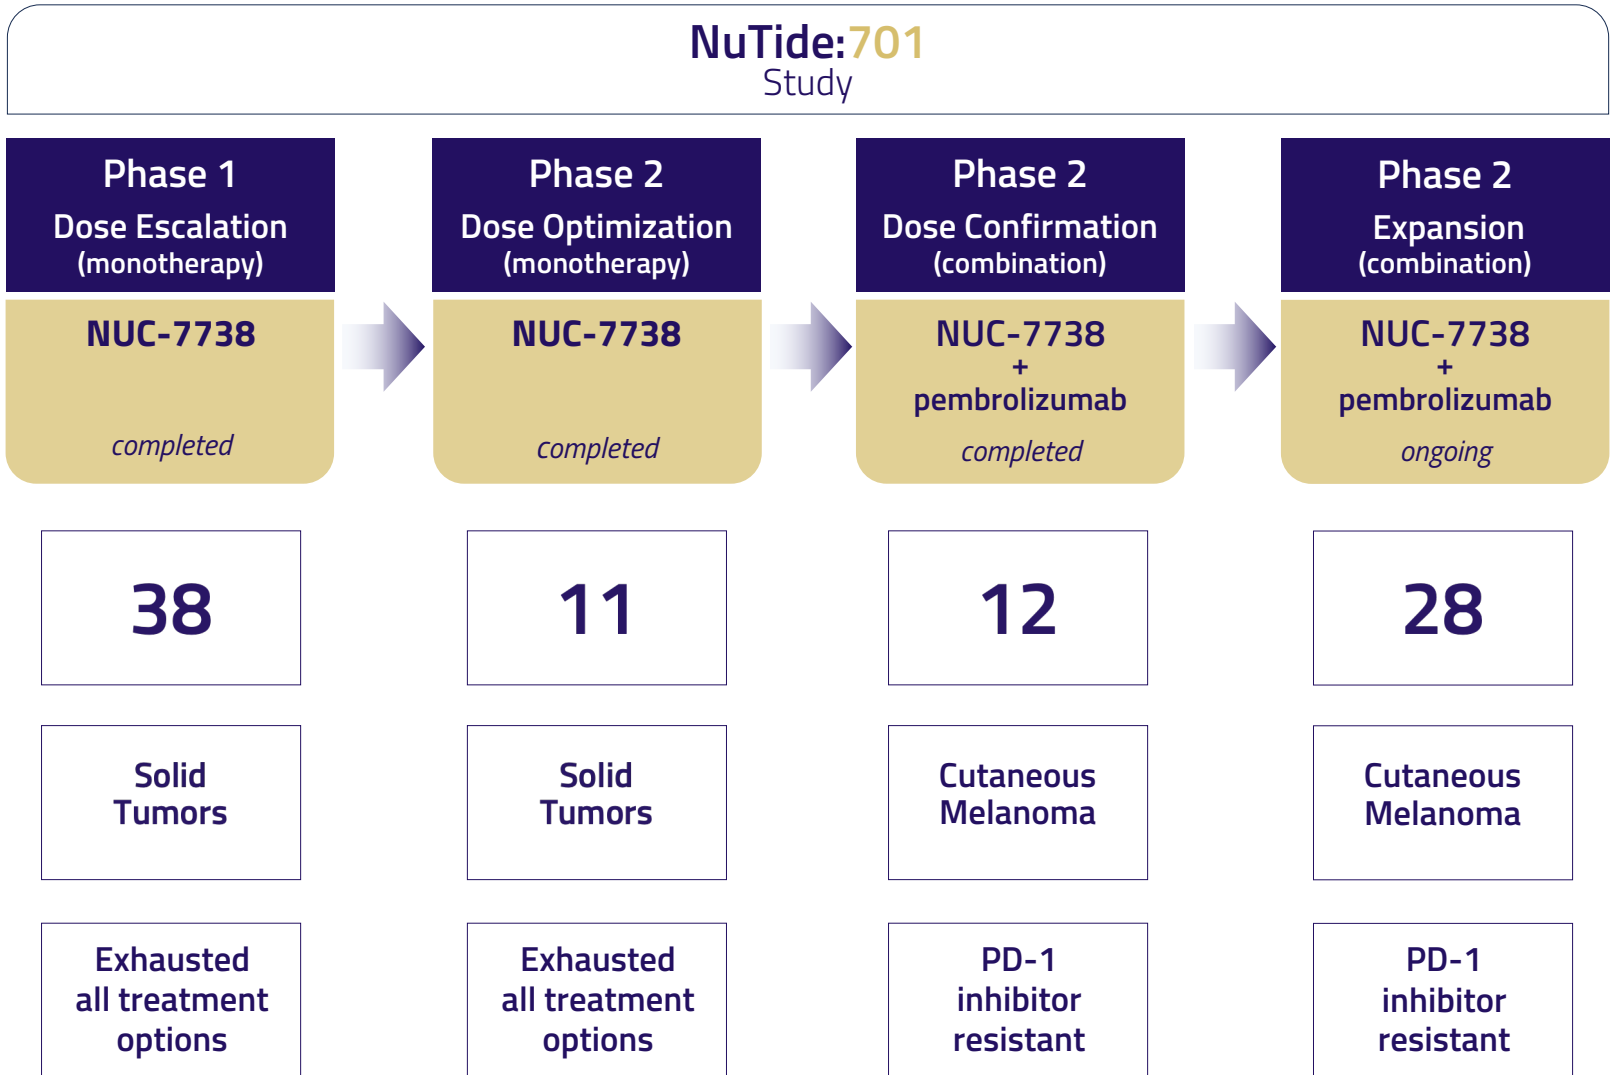 NuTide:701
Study
Phase 1
Dose Escalation
(monotherapy)
NUC-7738
completed
Phase 2
Dose Optimization
(monotherapy)
NUC-7738
completed
Phase 2
Dose Confirmation
(combination)
NUC-7738
+
pembrolizumab
completed
Phase 2
Expansion
(combination)
NUC-7738
+
pembrolizumab
ongoing
38
11
12
28
Solid
Tumors
Solid
Tumors
Cutaneous
Melanoma
Cutaneous
Melanoma
Exhausted
all treatment
options
Exhausted
all treatment
options
PD-1
inhibitor
resistant
PD-1
inhibitor
resistant